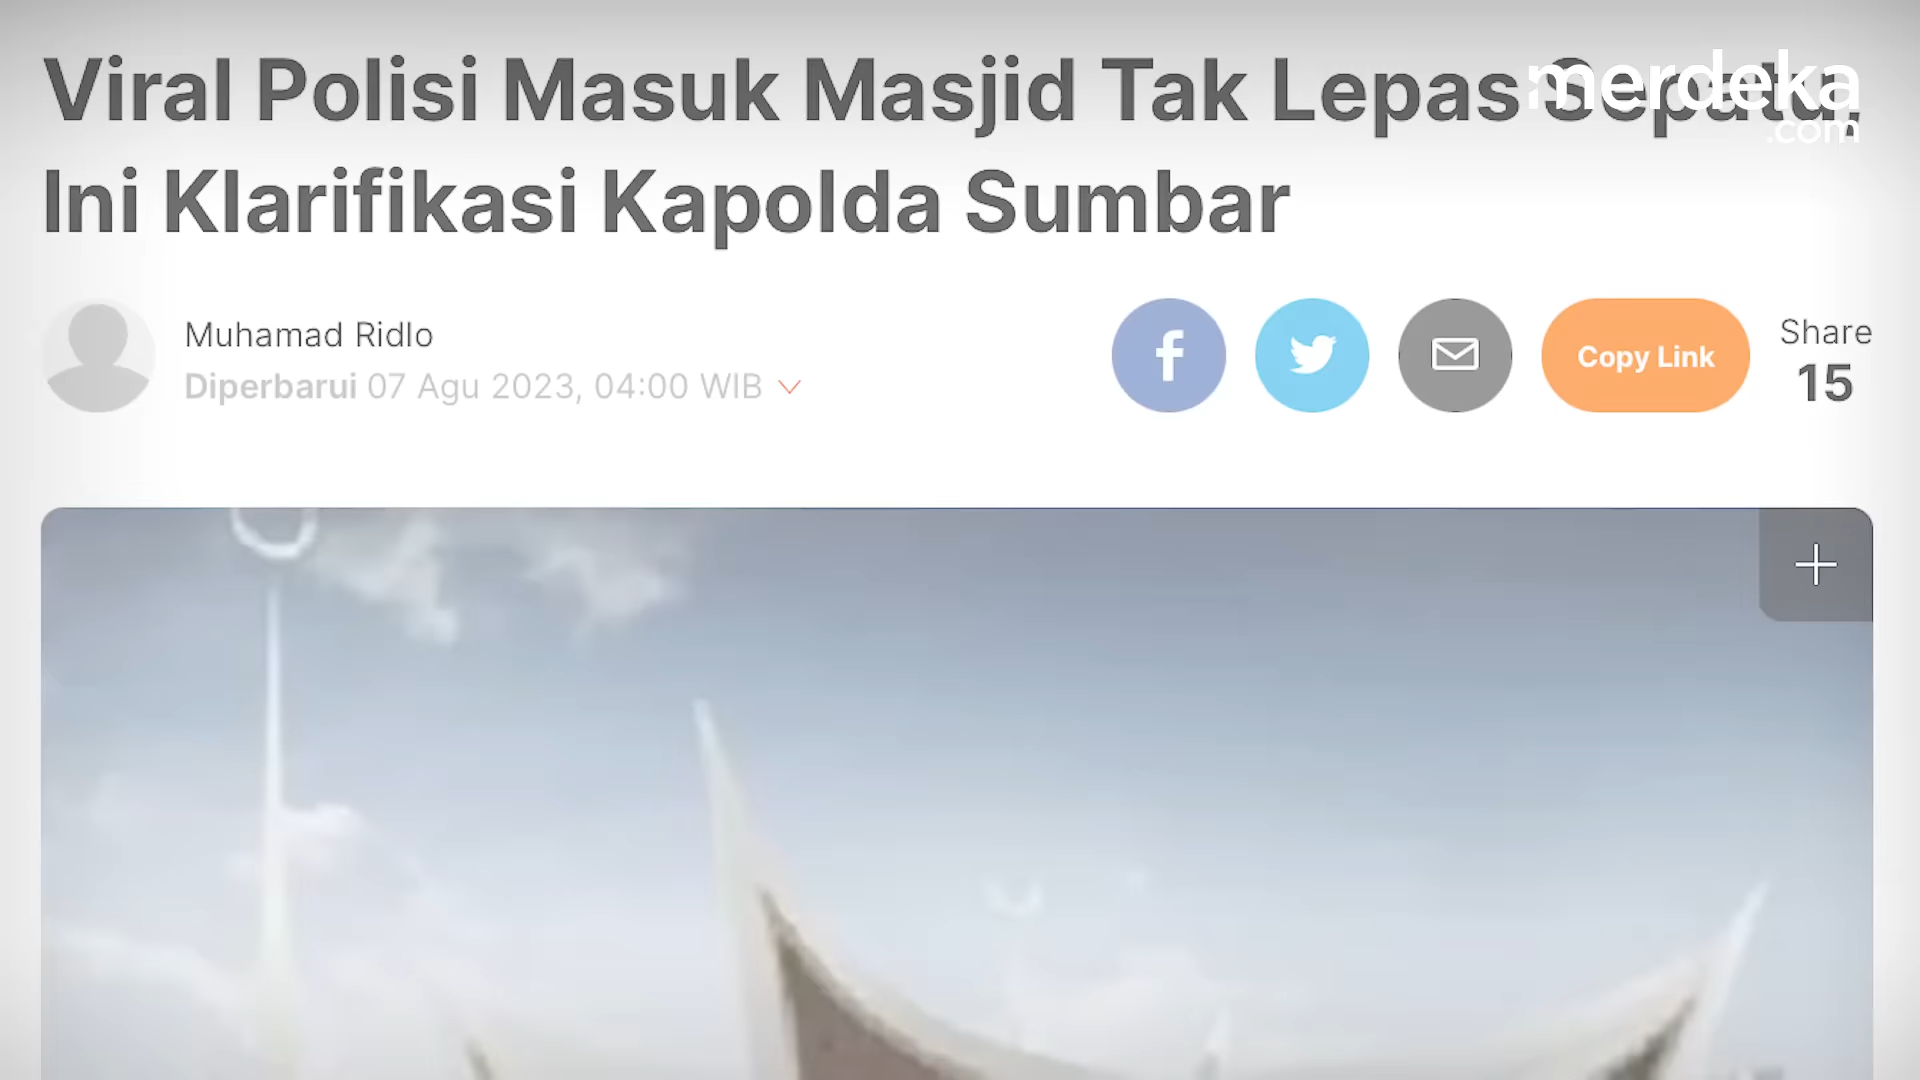 Viral Polisi Masuk Masjid Tak Lepas Sepatu,
Ini Klarifikasi Kapolda Sumbar
merdeka
.com
Muhamad Ridlo
Diperbarui 07 Agu 2023, 04:00 WIB
Copy Link
Share
15